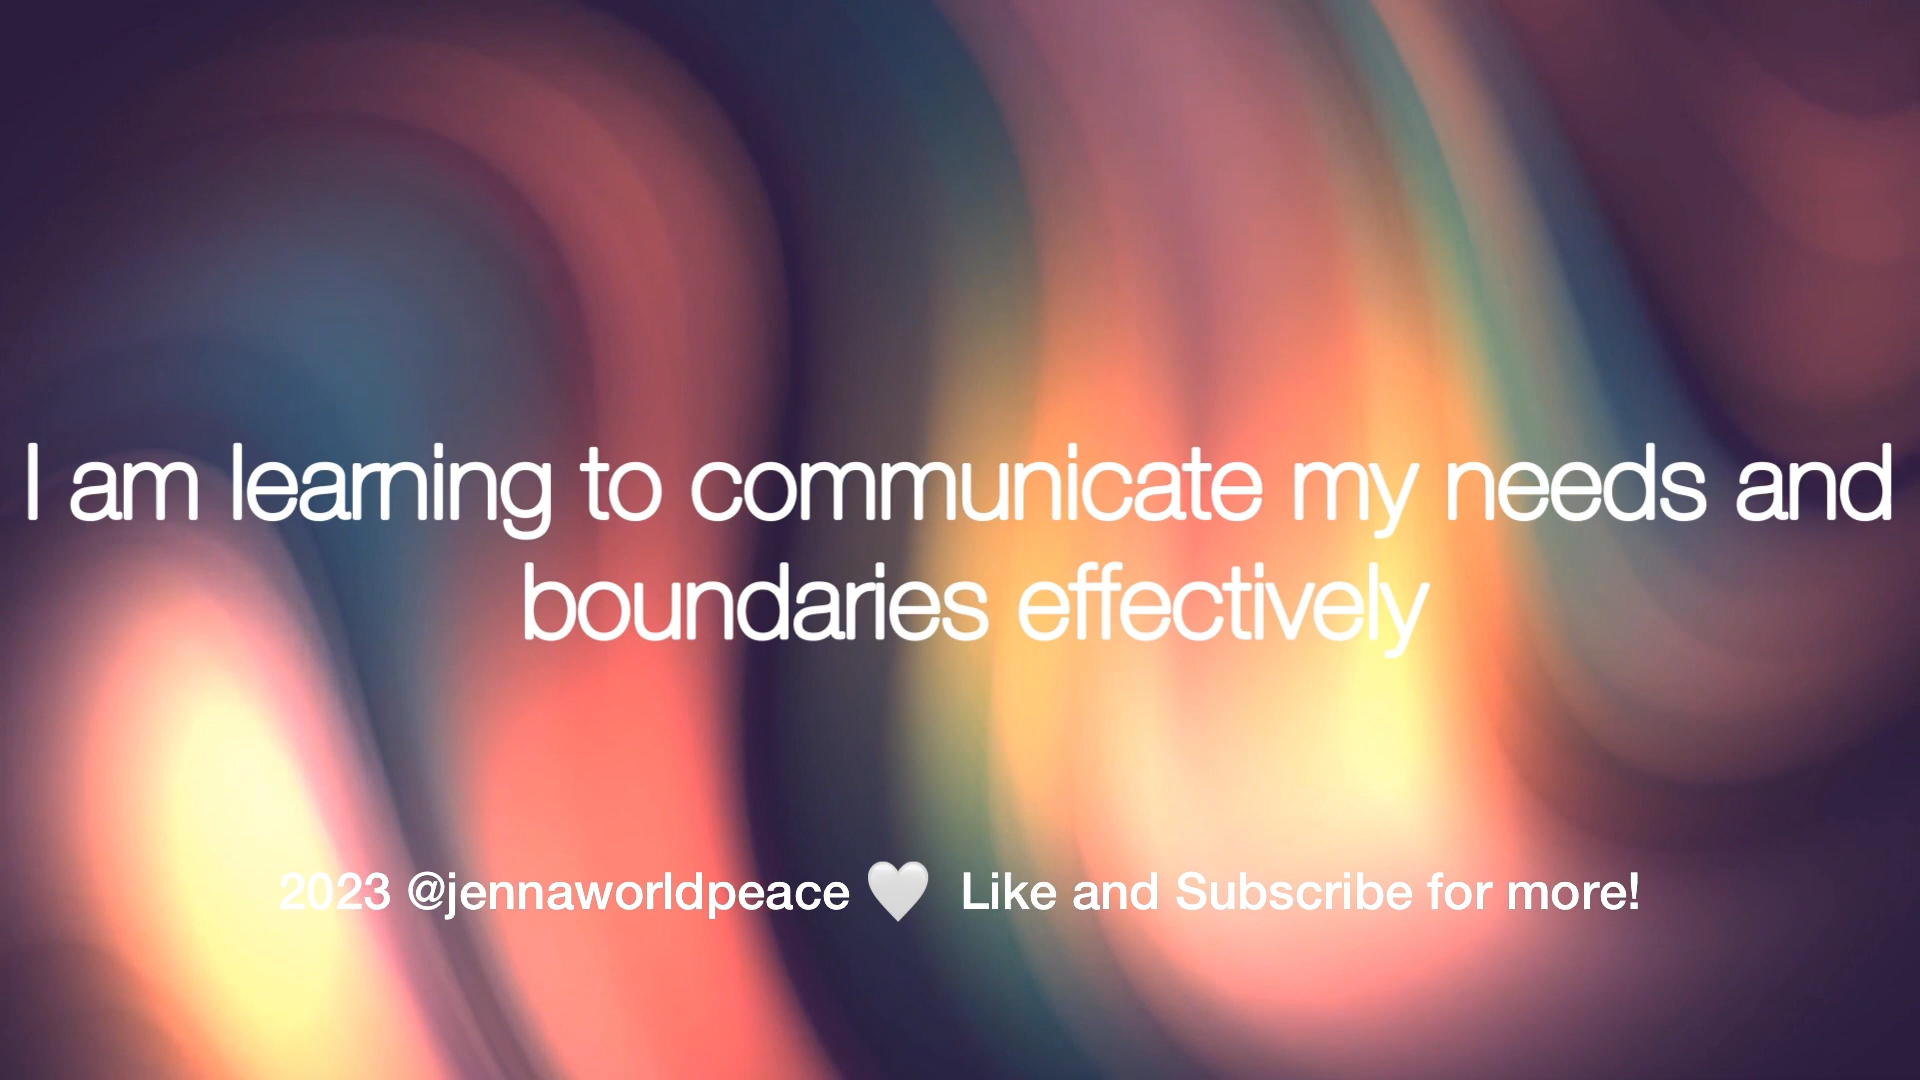 I am learning to communicate my needs and
boundaries effectively
2023 @jennaworldpeace 🤍 Like and Subscribe for more!